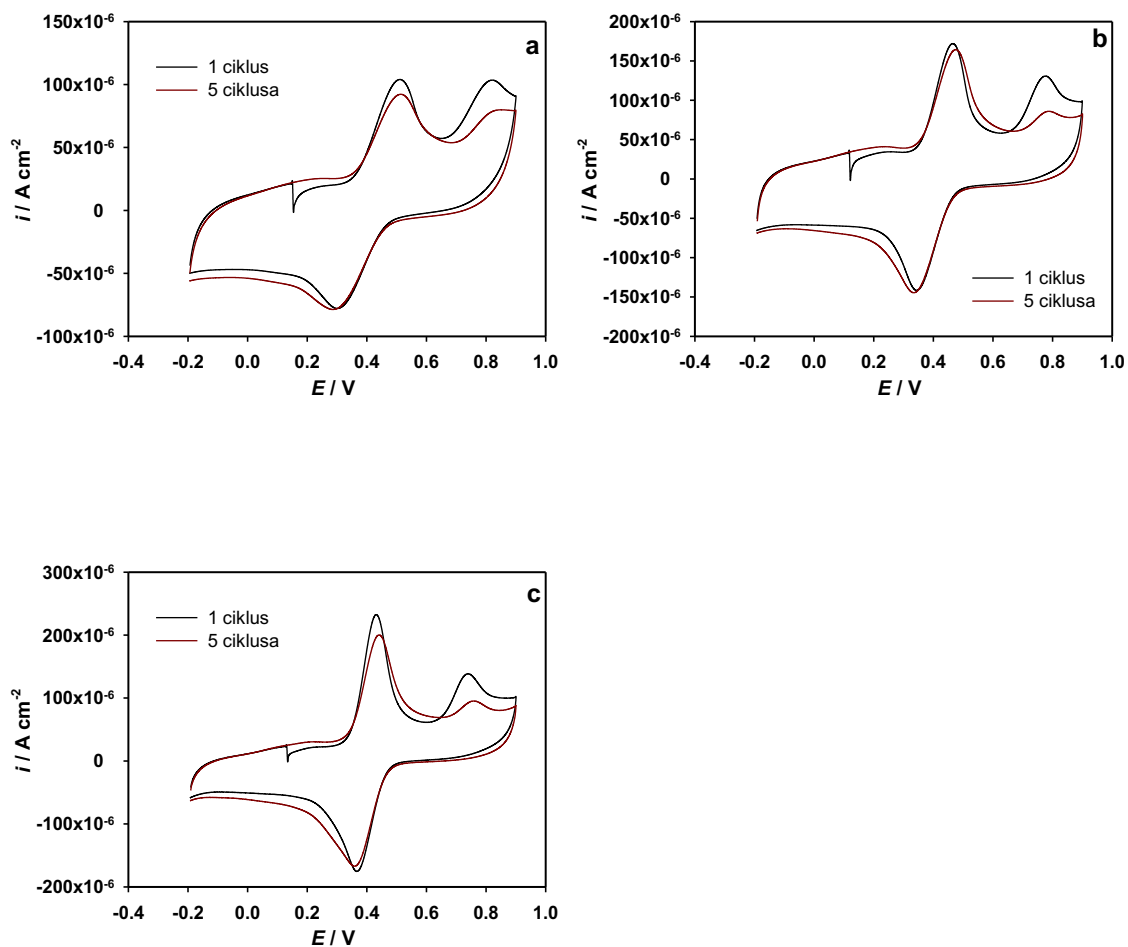 a
150x10-6
100x10-6
50x10-6
0
-50x10-6
-100x10-6
i / A cm-2
1 ciklus
5 ciklusa
-0.4 -0.2 0.0 0.2 0.4 0.6 0.8 1.0
E / V
b
200x10-6
150x10-6
100x10-6
50x10-6
0
-50x10-6
-100x10-6
-150x10-6
-200x10-6
i / A cm-2
1 ciklus
5 ciklusa
-0.4 -0.2 0.0 0.2 0.4 0.6 0.8 1.0
E / V
c
300x10-6
200x10-6
100x10-6
0
-100x10-6
-200x10-6
i / A cm-2
1 ciklus
5 ciklusa
-0.4 -0.2 0.0 0.2 0.4 0.6 0.8 1.0
E / V